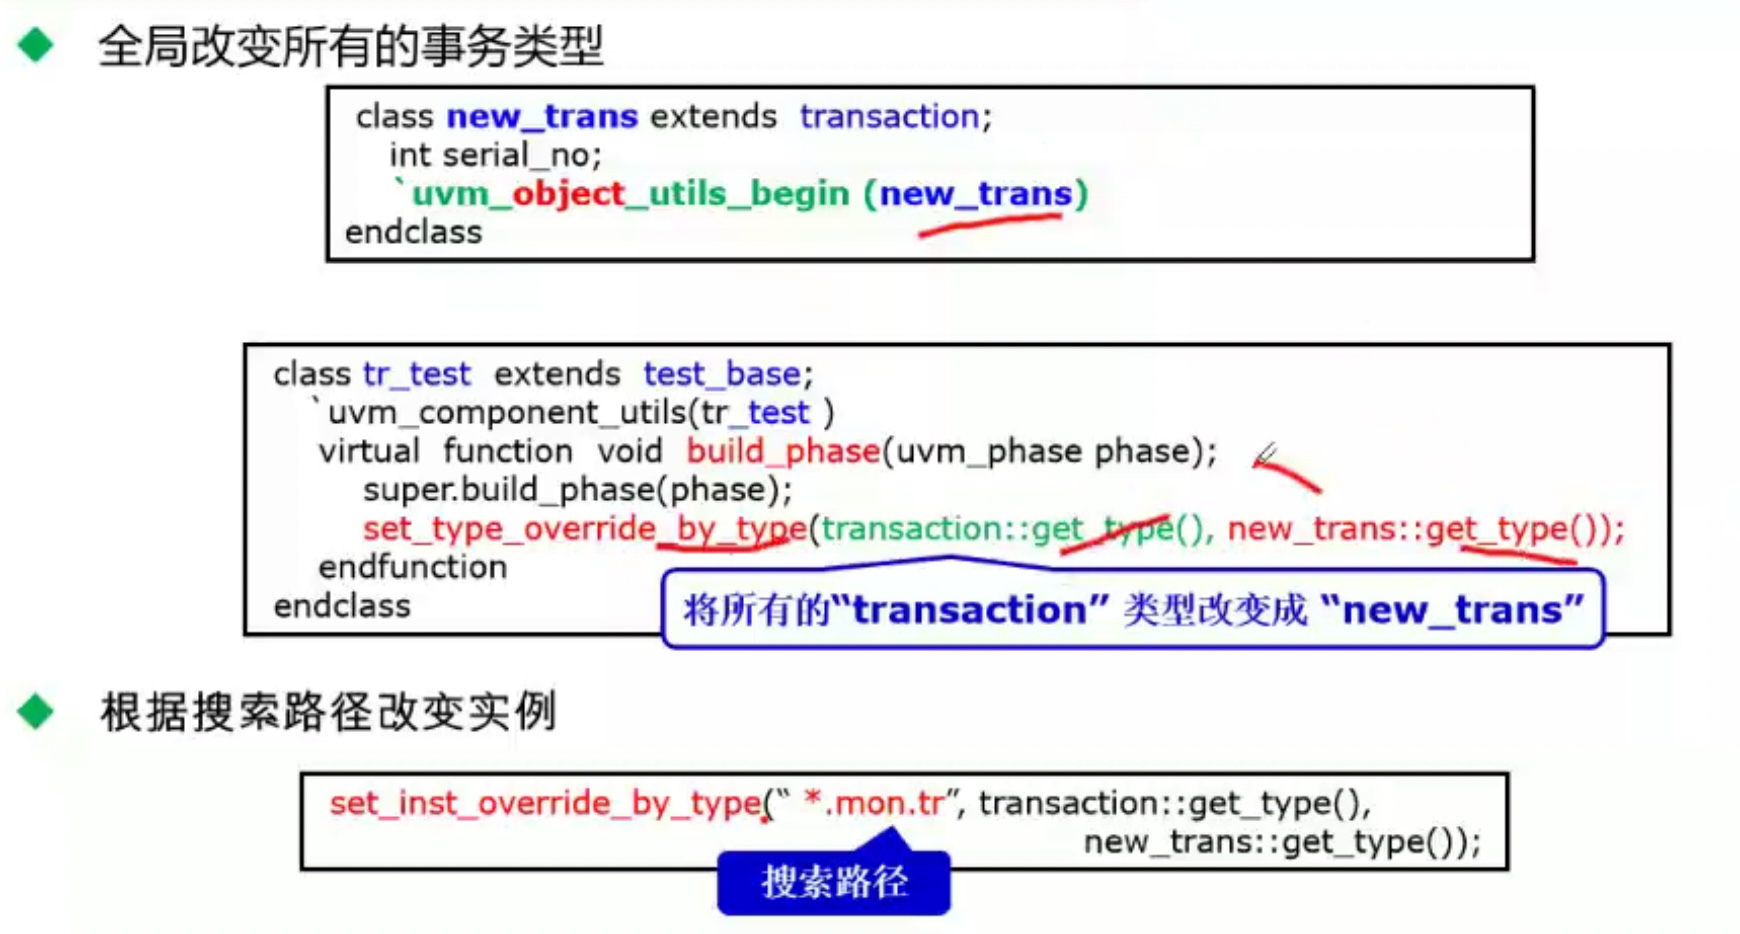 全局改变所有的事务类型
class new_trans extends transaction;
int serial_no;
`uvm_object_utils_begin (new_trans)
endclass
class tr_test extends test_base;
`uvm_component_utils(tr_test )
virtual function void build_phase(uvm_phase phase);
super.build_phase(phase);
set_type_override_by_type(transaction::get_type(), new_trans::get_type());
endfunction
endclass
将所有的“transaction” 类型改变成 “new_trans”
根据搜索路径改变实例
set_inst_override_by_type(“ *.mon.tr”, transaction::get_type(),
new_trans::get_type());
搜索路径